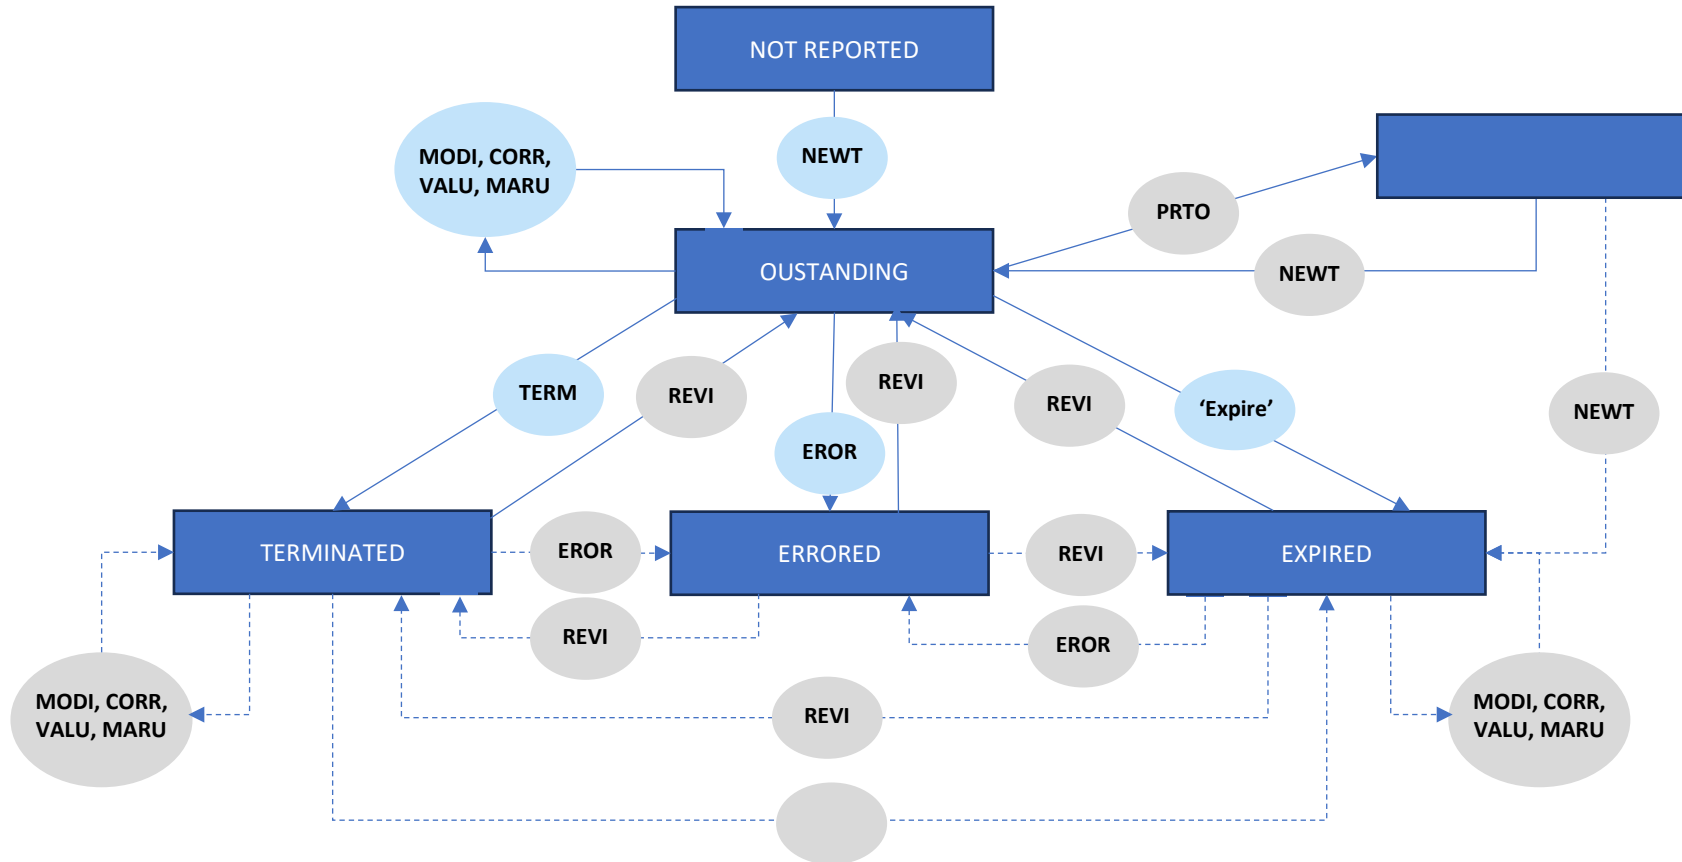 NOT REPORTED
MODI, CORR,
VALU, MARU
NEWT
PRTO
OUSTANDING
NEWT
TERM
REVI
REVI
REVI
‘Expire’
NEWT
EROR
TERMINATED
EROR
ERRORED
REVI
EXPIRED
REVI
EROR
MODI, CORR,
VALU, MARU
REVI
MODI, CORR,
VALU, MARU